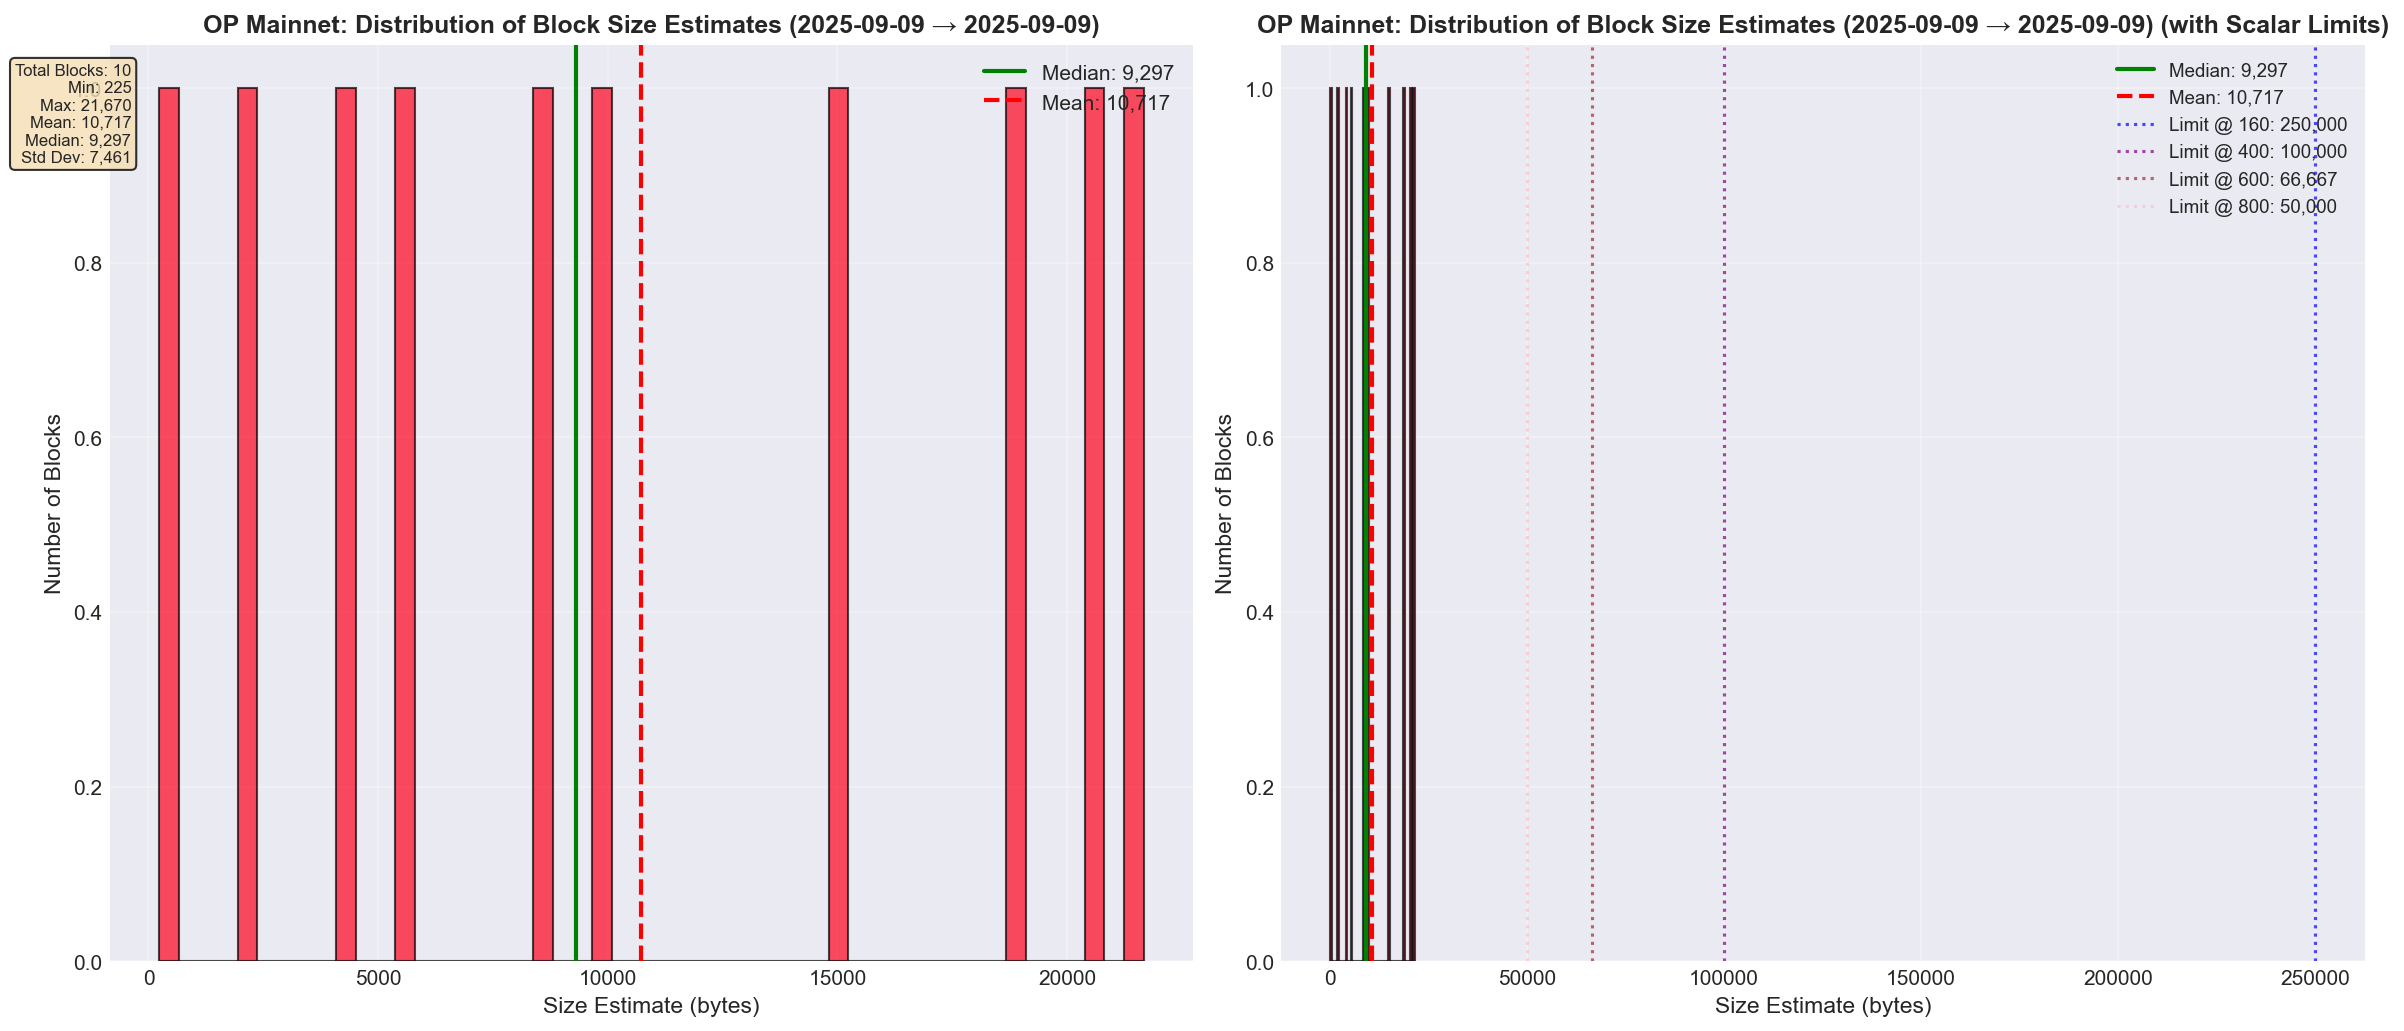 OP Mainnet: Distribution of Block Size Estimates (2025-09-09 → 2025-09-09)
Total Blocks: 10
Min: 225
Max: 21,670
Mean: 10,717
Median: 9,297
Std Dev: 7,461
Median: 9,297
Mean: 10,717
Number of Blocks
1.0
0.8
0.6
0.4
0.2
0.0
0
5000
10000
15000
20000
Size Estimate (bytes)
OP Mainnet: Distribution of Block Size Estimates (2025-09-09 → 2025-09-09) (with Scalar Limits)
Median: 9,297
Mean: 10,717
Limit @ 160: 250,000
Limit @ 400: 100,000
Limit @ 600: 66,667
Limit @ 800: 50,000
Number of Blocks
1.0
0.8
0.6
0.4
0.2
0.0
0
50000
100000
150000
200000
250000
Size Estimate (bytes)